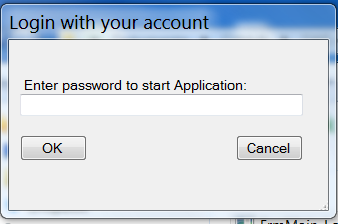 Login with your account
Enter password to start Application:
OK
Cancel